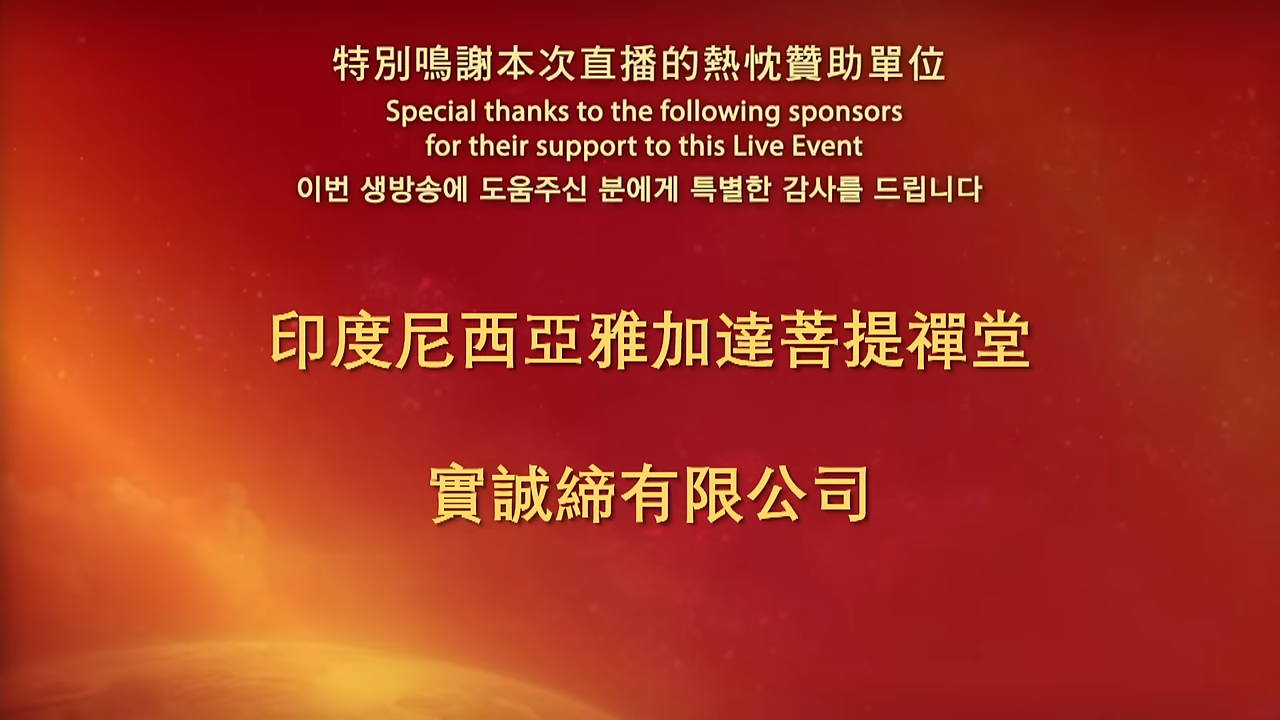 特別鳴謝本次直播的熱忱贊助單位
Special thanks to the following sponsors
for their support to this Live Event
이번 생방송에 도움주신 분에게 특별한 감사를 드립니다
印度尼西亞雅加達菩提禪堂
實誠締有限公司